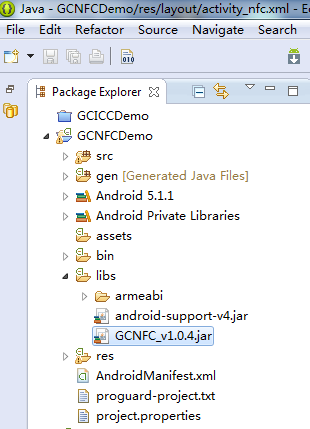 Java - GCNFCDemo/res/layout/activity_nfc.xml - Ec
File Edit Refactor Source Navigate Search
Package Explorer
GCICCDemo
GCNFCDemo
src
gen [Generated Java Files]
Android 5.1.1
Android Private Libraries
assets
bin
libs
armeabi
android-support-v4.jar
GCNFC_v1.0.4.jar
res
AndroidManifest.xml
proguard-project.txt
project.properties